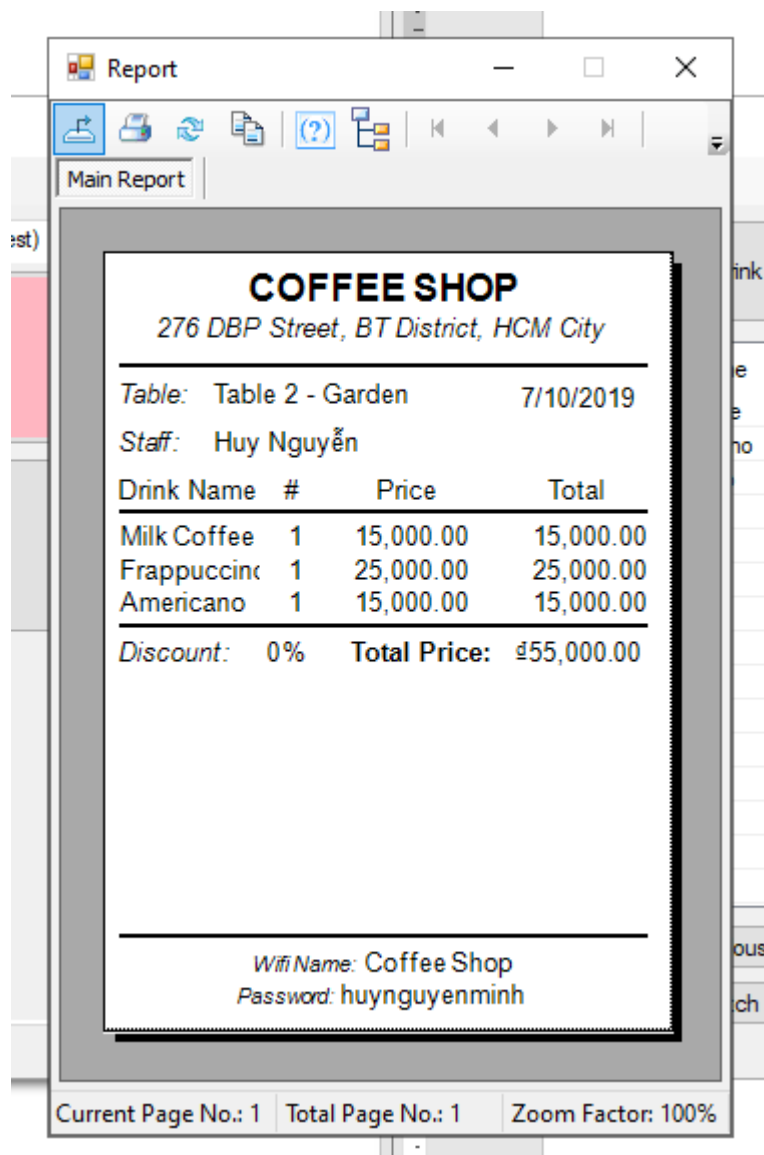 Report
(?)
Main Report
COFFEE SHOP
276 DBP Street, BT District, HCM City
Table: Table 2 - Garden 7/10/2019
Staff: Huy Nguyễn
Drink Name # Price Total
Milk Coffee 1 15,000.00 15,000.00
Frappuccinc 1 25,000.00 25,000.00
Americano 1 15,000.00 15,000.00
Discount: 0% Total Price: ₫55,000.00
Wifi Name: Coffee Shop
Password: huynguyenminh
Current Page No.: 1 Total Page No.: 1 Zoom Factor: 100%